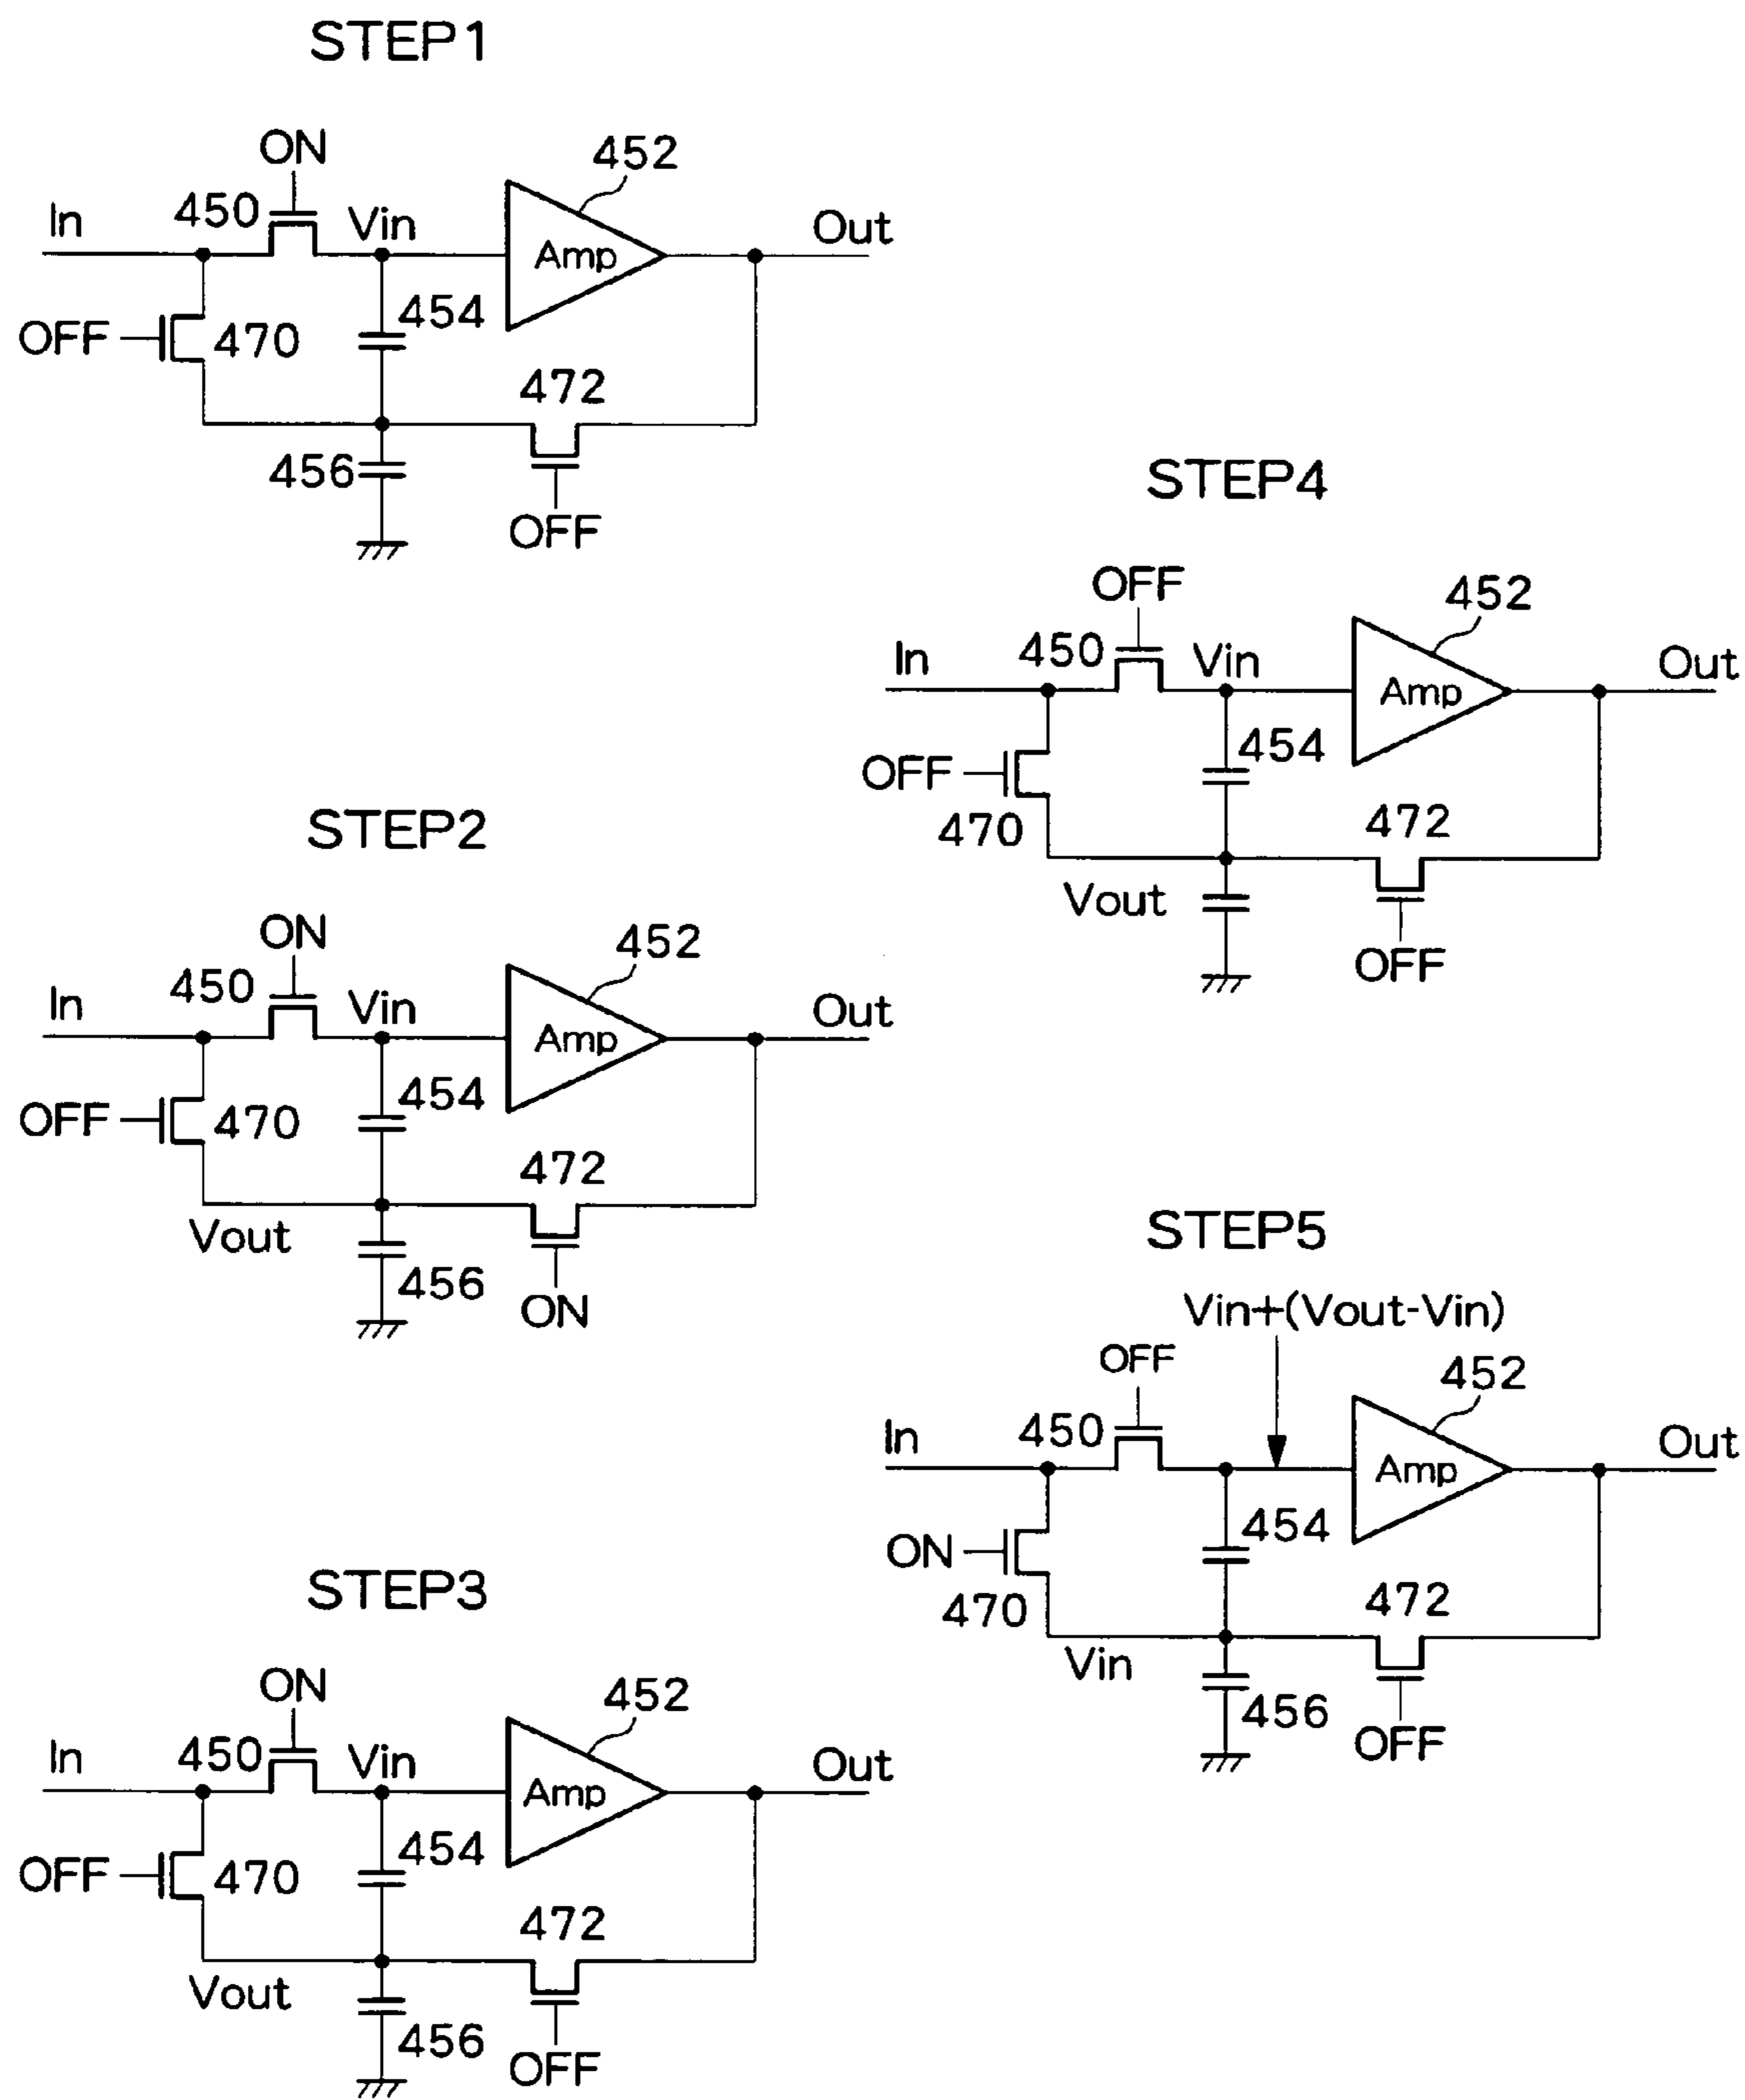 STEP1
ON
452
In
450
Vin
Amp
Out
OFF
470
454
472
456
OFF
STEP2
ON
452
In
450
Vin
Amp
Out
OFF
470
454
472
Vout
456
ON
STEP3
ON
452
In
450
Vin
Amp
Out
OFF
470
454
472
Vout
456
OFF
STEP4
OFF
452
In
450
Vin
Amp
Out
OFF
454
470
472
Vout
OFF
STEP5
Vin+(Vout-Vin)
OFF
452
In
450
Amp
Out
ON
454
470
472
Vin
456
OFF